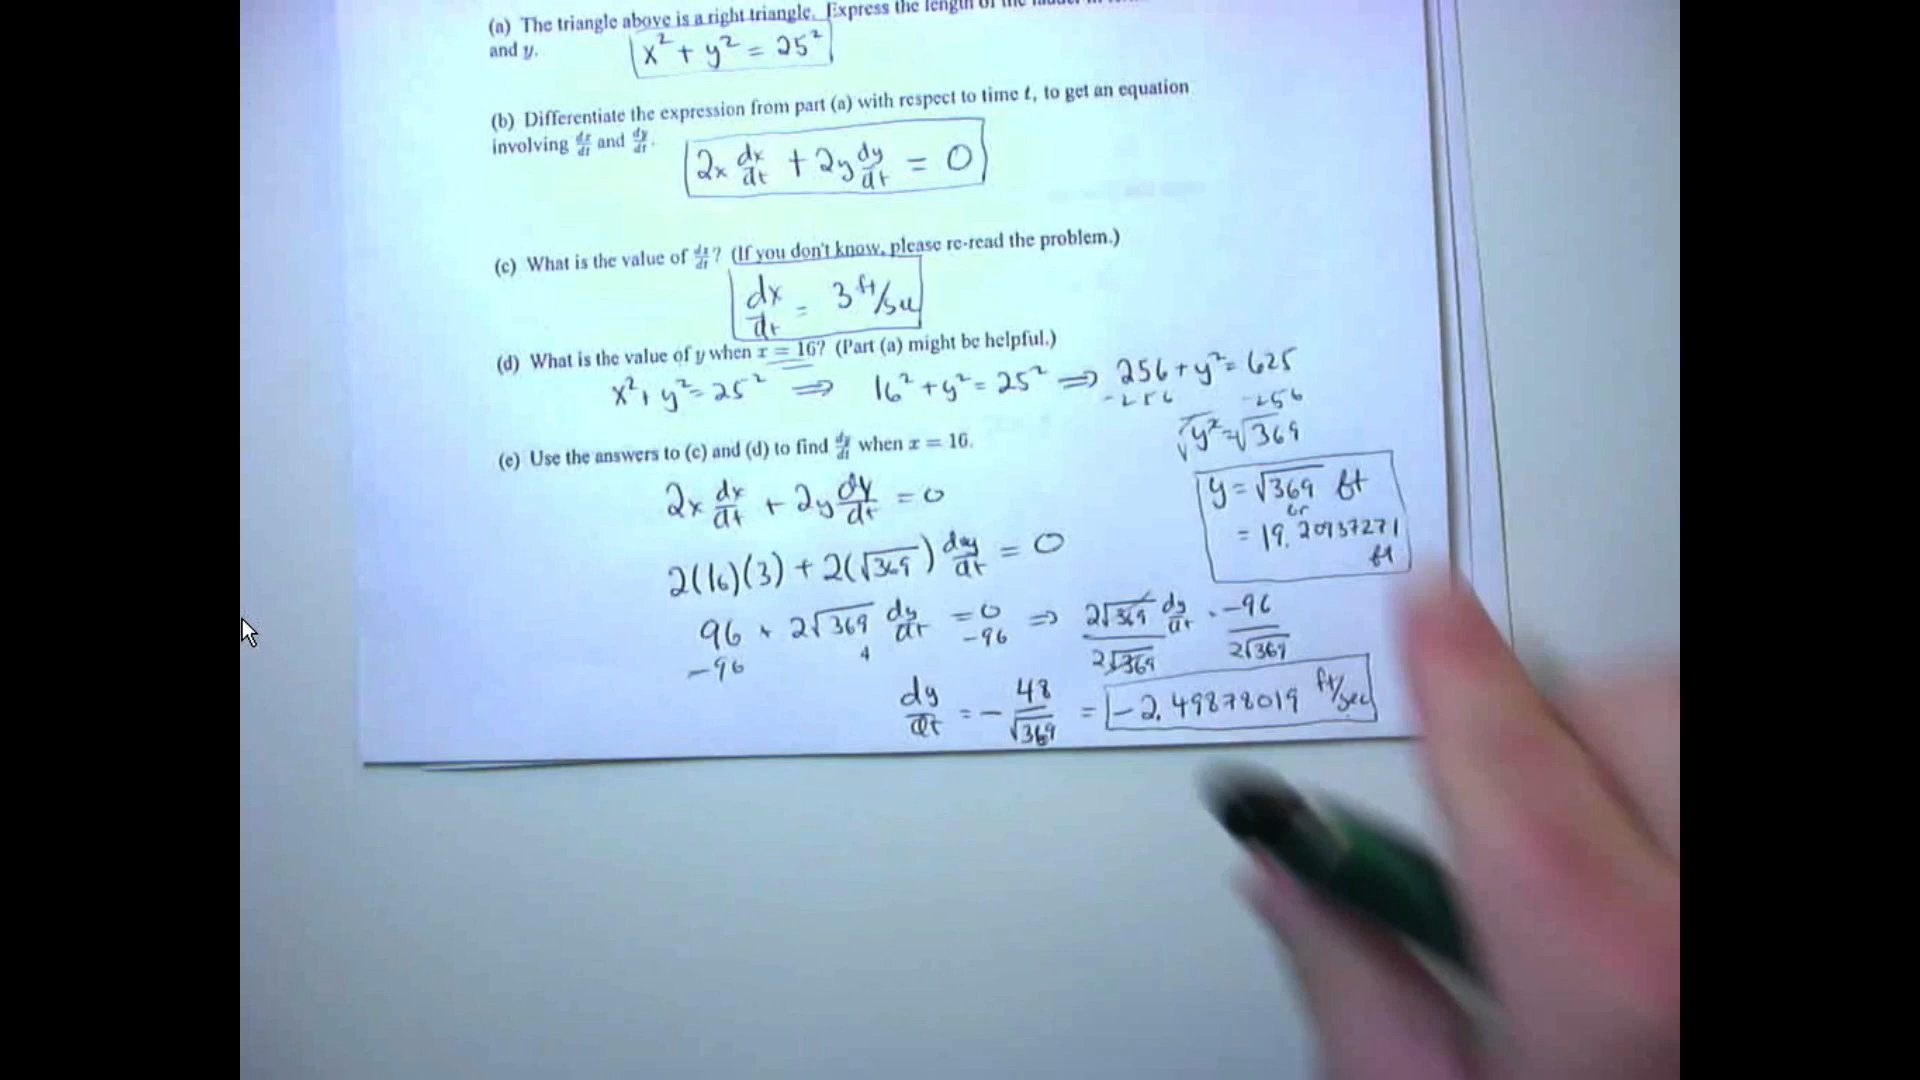 (a) The triangle above is a right triangle. Express the length of the ladder in
and y.
x² + y² = 25²
(b) Differentiate the expression from part (a) with respect to time t, to get an equation
involving dx/dt and dy/dt.
2x dx/dt + 2y dy/dt = 0
(c) What is the value of dx/dt? (If you don't know, please re-read the problem.)
dx/dt = 3 ft/sec
(d) What is the value of y when x = 16? (Part (a) might be helpful.)
x² + y² = 25² ⇒ 16² + y² = 25² ⇒ 256 + y² = 625
-256 -256
√y² = √369
y = √369 ft
or
= 19.20937271
ft
(e) Use the answers to (c) and (d) to find dy/dt when x = 16.
2x dx/dt + 2y dy/dt = 0
2(16)(3) + 2(√369) dy/dt = 0
96 + 2√369 dy/dt = 0 ⇒ 2√369 dy/dt / 2√369 = -96 / 2√369
-96 -96
dy/dt = - 48/√369 = -2.49878019 ft/sec